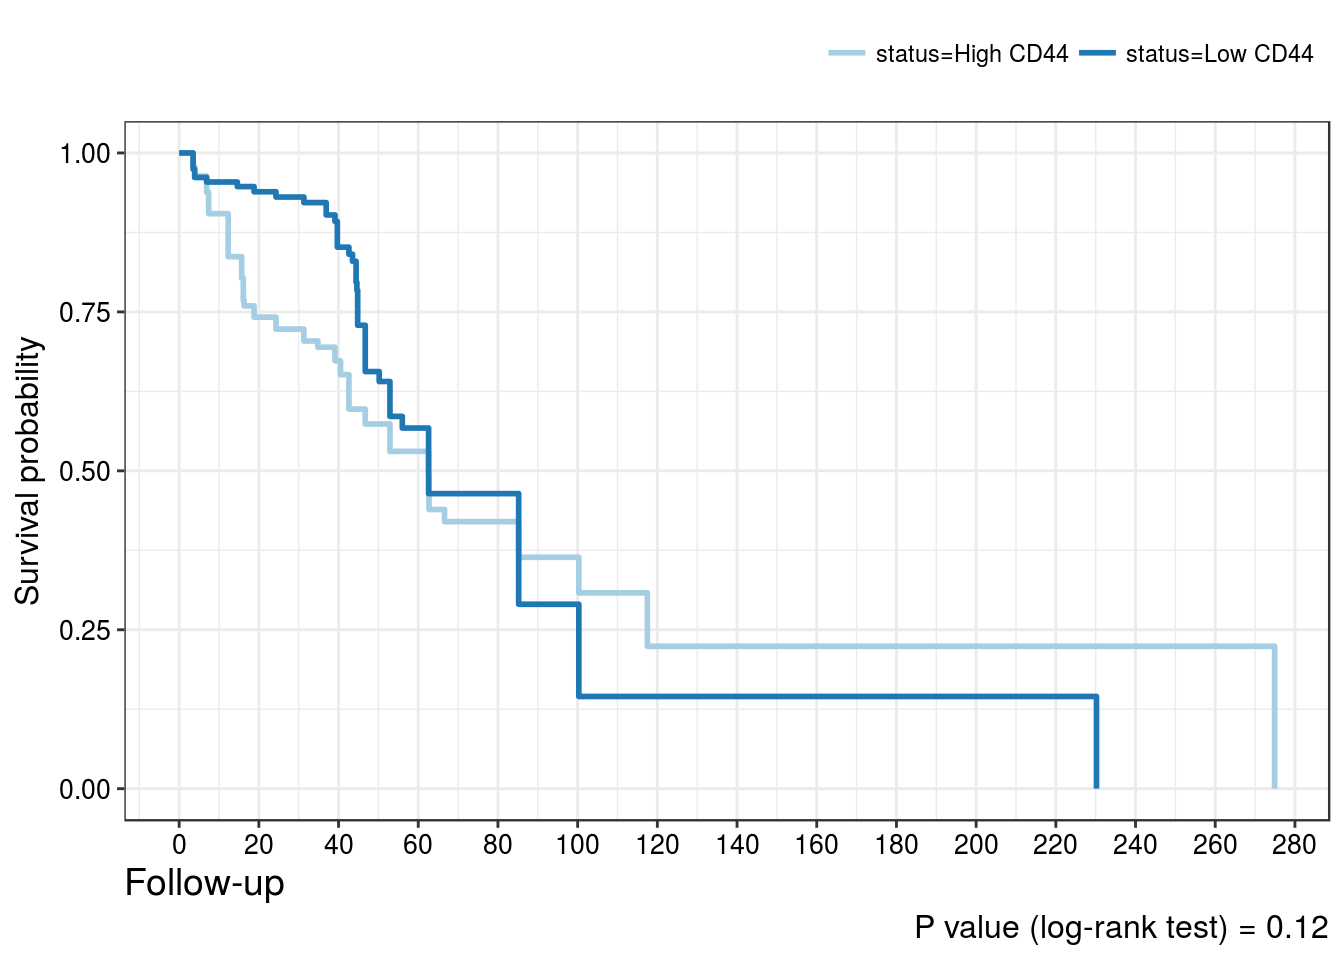 status=High CD44 status=Low CD44
Survival probability
1.00
0.75
0.50
0.25
0.00
0 20 40 60 80 100 120 140 160 180 200 220 240 260 280
Follow-up
P value (log-rank test) = 0.12